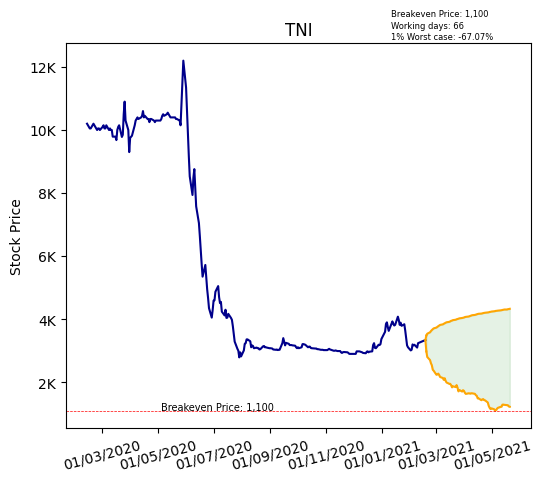 Breakeven Price: 1,100
Working days: 66
1% Worst case: -67.07%
TNI
Stock Price
12K
10K
8K
6K
4K
2K
Breakeven Price: 1,100
01/03/2020
01/05/2020
01/07/2020
01/09/2020
01/11/2020
01/01/2021
01/03/2021
01/05/2021